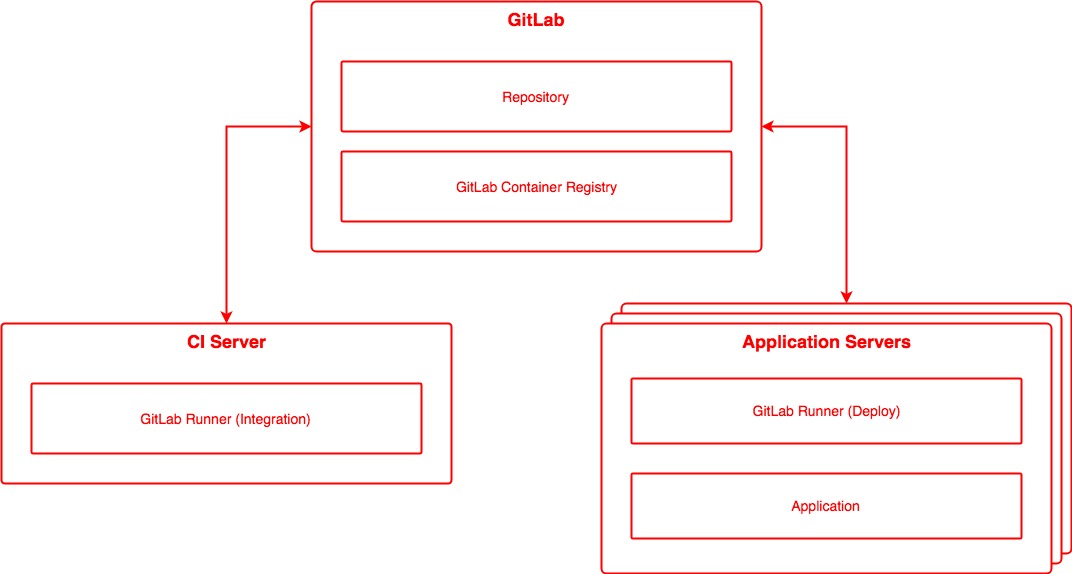 GitLab
Repository
GitLab Container Registry
CI Server
GitLab Runner (Integration)
Application Servers
GitLab Runner (Deploy)
Application